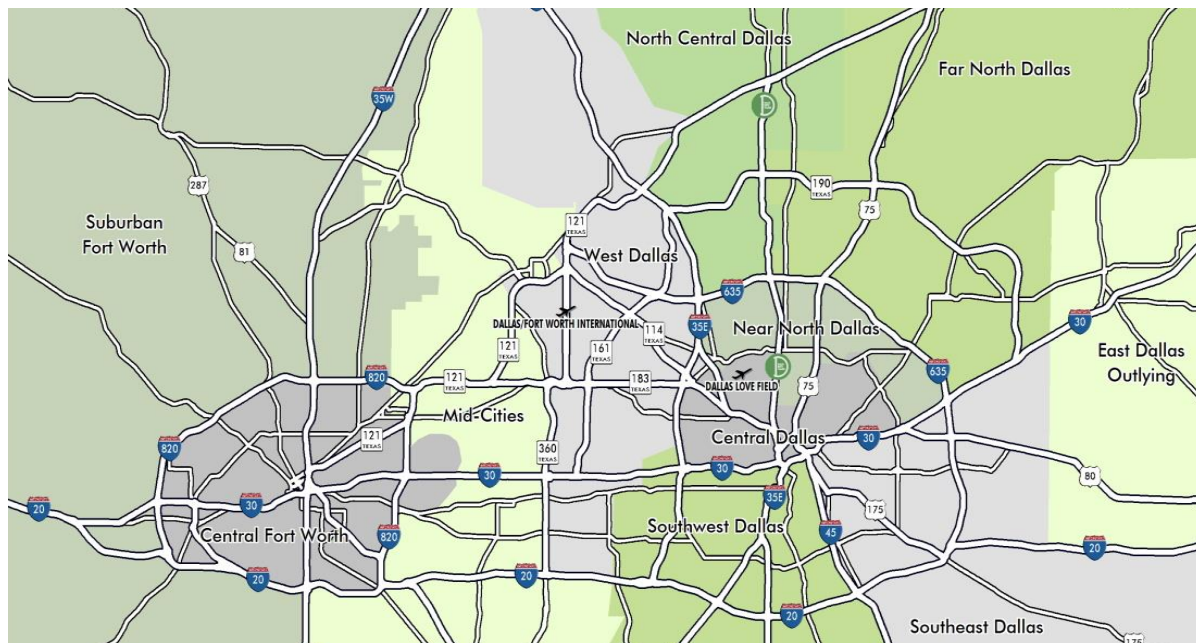 North Central Dallas
Far North Dallas
35W
190
TEXAS
287
75
Suburban
Fort Worth
121
TEXAS
81
West Dallas
635
DALLAS/FORT WORTH INTERNATIONAL
35E
Near North Dallas
30
114
TEXAS
121
TEXAS
161
TEXAS
East Dallas
Outlying
635
820
121
TEXAS
183
TEXAS
DALLAS LOVE FIELD
75
Mid-Cities
121
TEXAS
Central Dallas
30
820
360
TEXAS
30
30
80
20
30
35E
175
Central Fort Worth
820
Southwest Dallas
45
20
20
20
20
Southeast Dallas
175